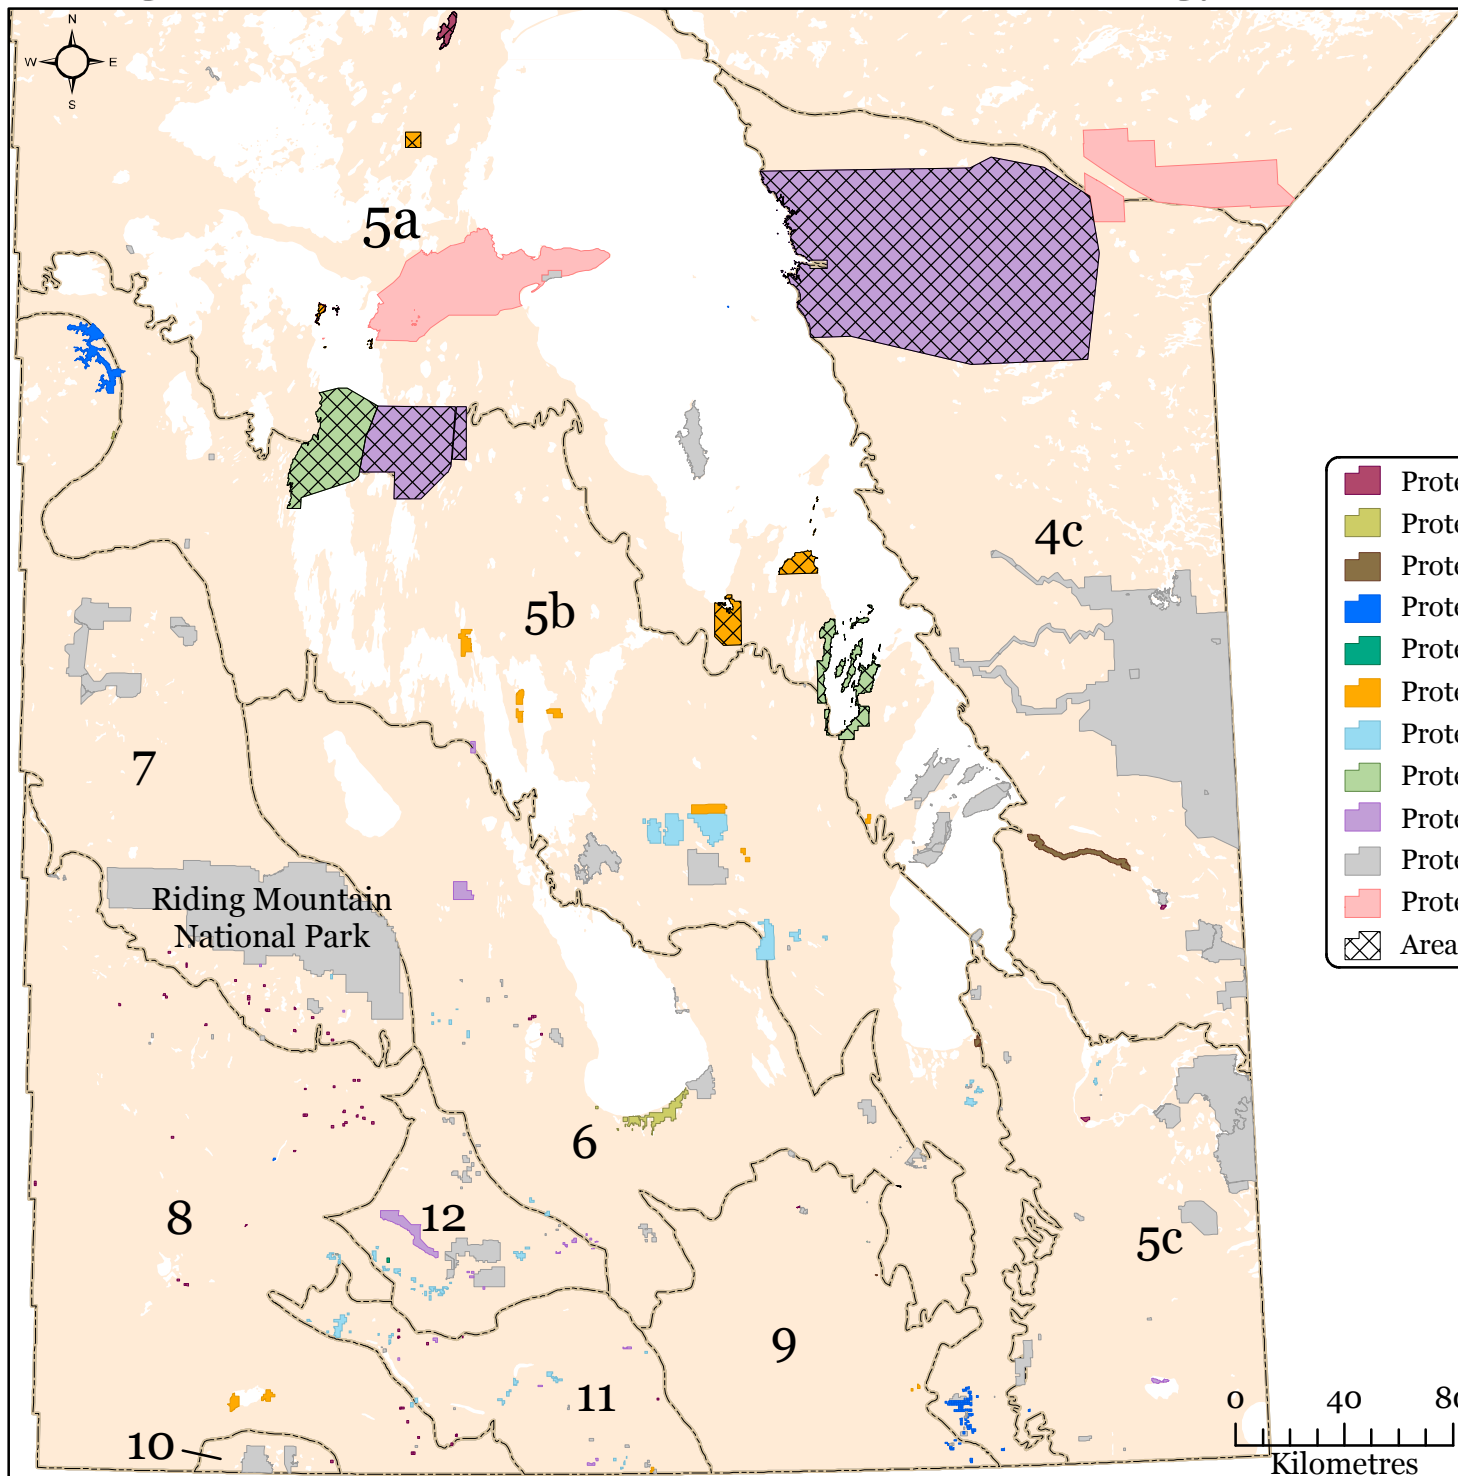 N
W E
S
5a
4c
5b
7
Riding Mountain
National Park
6
8
12
5c
9
11
10
Prote
Prote
Prote
Prote
Prote
Prote
Prote
Prote
Prote
Prote
Prote
Area
0 40 80
Kilometres